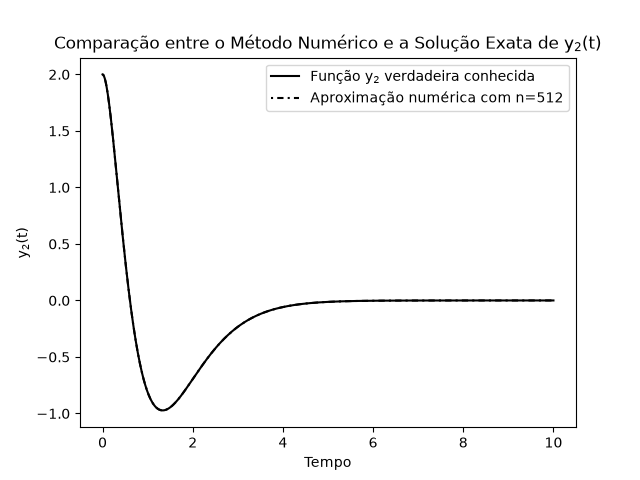 Comparação entre o Método Numérico e a Solução Exata de y₂(t)
Função y₂ verdadeira conhecida
Aproximação numérica com n=512
2.0
1.5
1.0
0.5
0.0
−0.5
−1.0
y₂(t)
0 2 4 6 8 10
Tempo